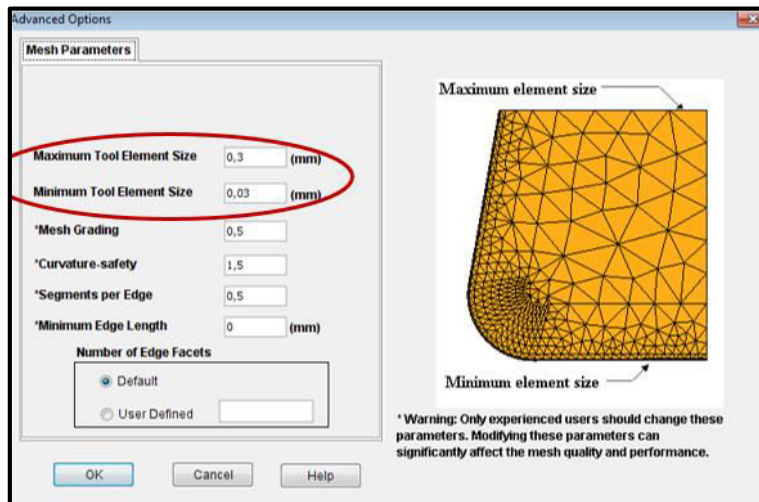 Advanced Options
Mesh Parameters
Maximum Tool Element Size 0,3 (mm)
Minimum Tool Element Size 0,03 (mm)
*Mesh Grading 0,5
*Curvature-safety 1,5
*Segments per Edge 0,5
*Minimum Edge Length 0 (mm)
Number of Edge Facets
Default
User Defined
OK Cancel Help
Maximum element size
Minimum element size
* Warning: Only experienced users should change these
parameters. Modifying these parameters can
significantly affect the mesh quality and performance.